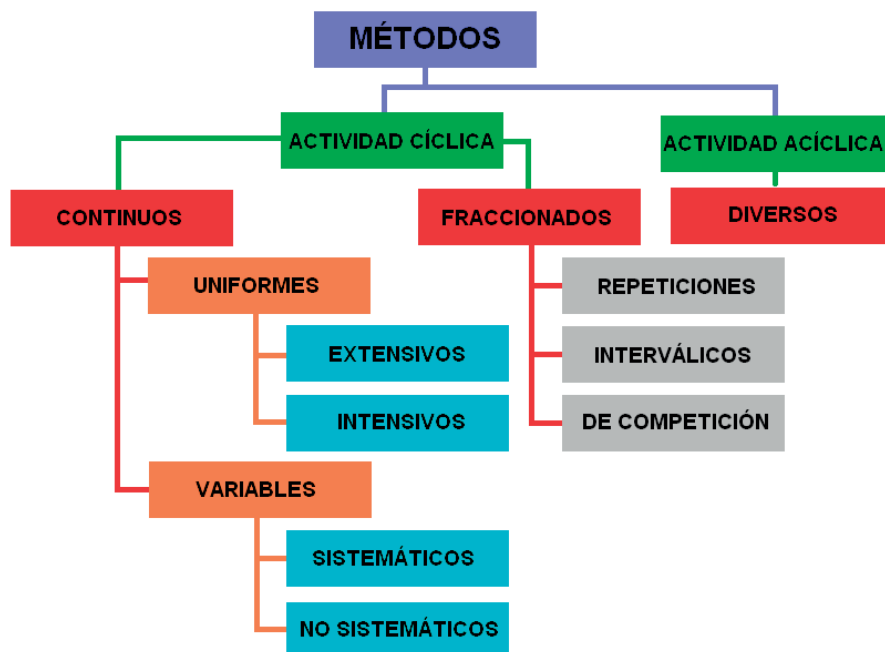 MÉTODOS
ACTIVIDAD CÍCLICA
ACTIVIDAD ACÍCLICA
CONTINUOS
FRACCIONADOS
DIVERSOS
UNIFORMES
REPETICIONES
EXTENSIVOS
INTERVÁLICOS
INTENSIVOS
DE COMPETICIÓN
VARIABLES
SISTEMÁTICOS
NO SISTEMÁTICOS